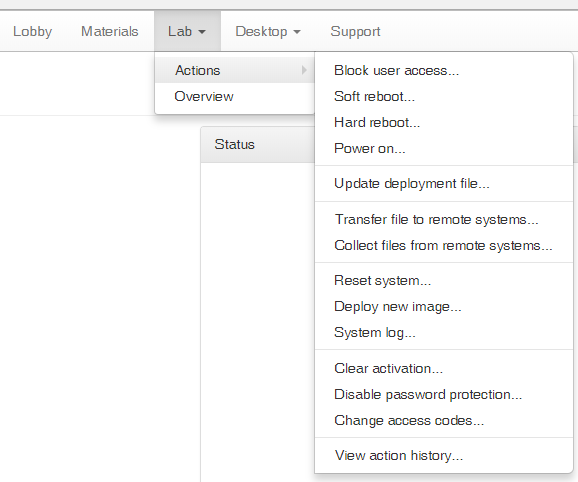 Lobby Materials Lab Desktop Support
Actions
Overview
Status
Block user access...
Soft reboot...
Hard reboot...
Power on...
Update deployment file...
Transfer file to remote systems...
Collect files from remote systems...
Reset system...
Deploy new image...
System log...
Clear activation...
Disable password protection...
Change access codes...
View action history...